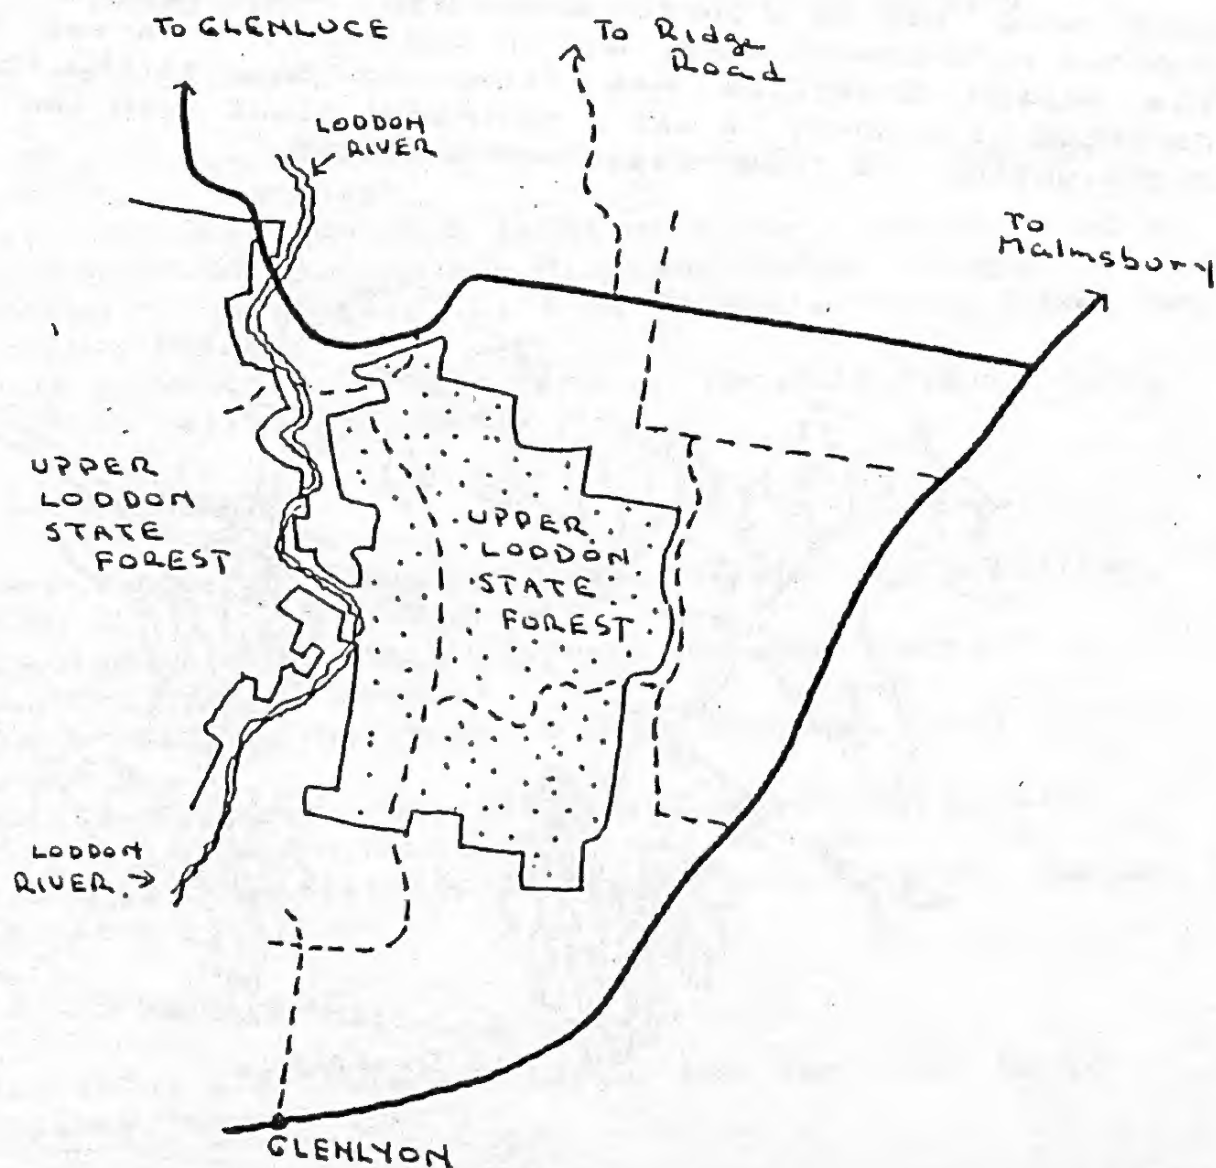 TO GLENLUCE
To Ridge
Road
LODDON
RIVER
To
Malmsbury
UPPER
LODDON
STATE
FOREST
UPPER
LODDON
STATE
FOREST
LODDON
RIVER.
GLENLYON